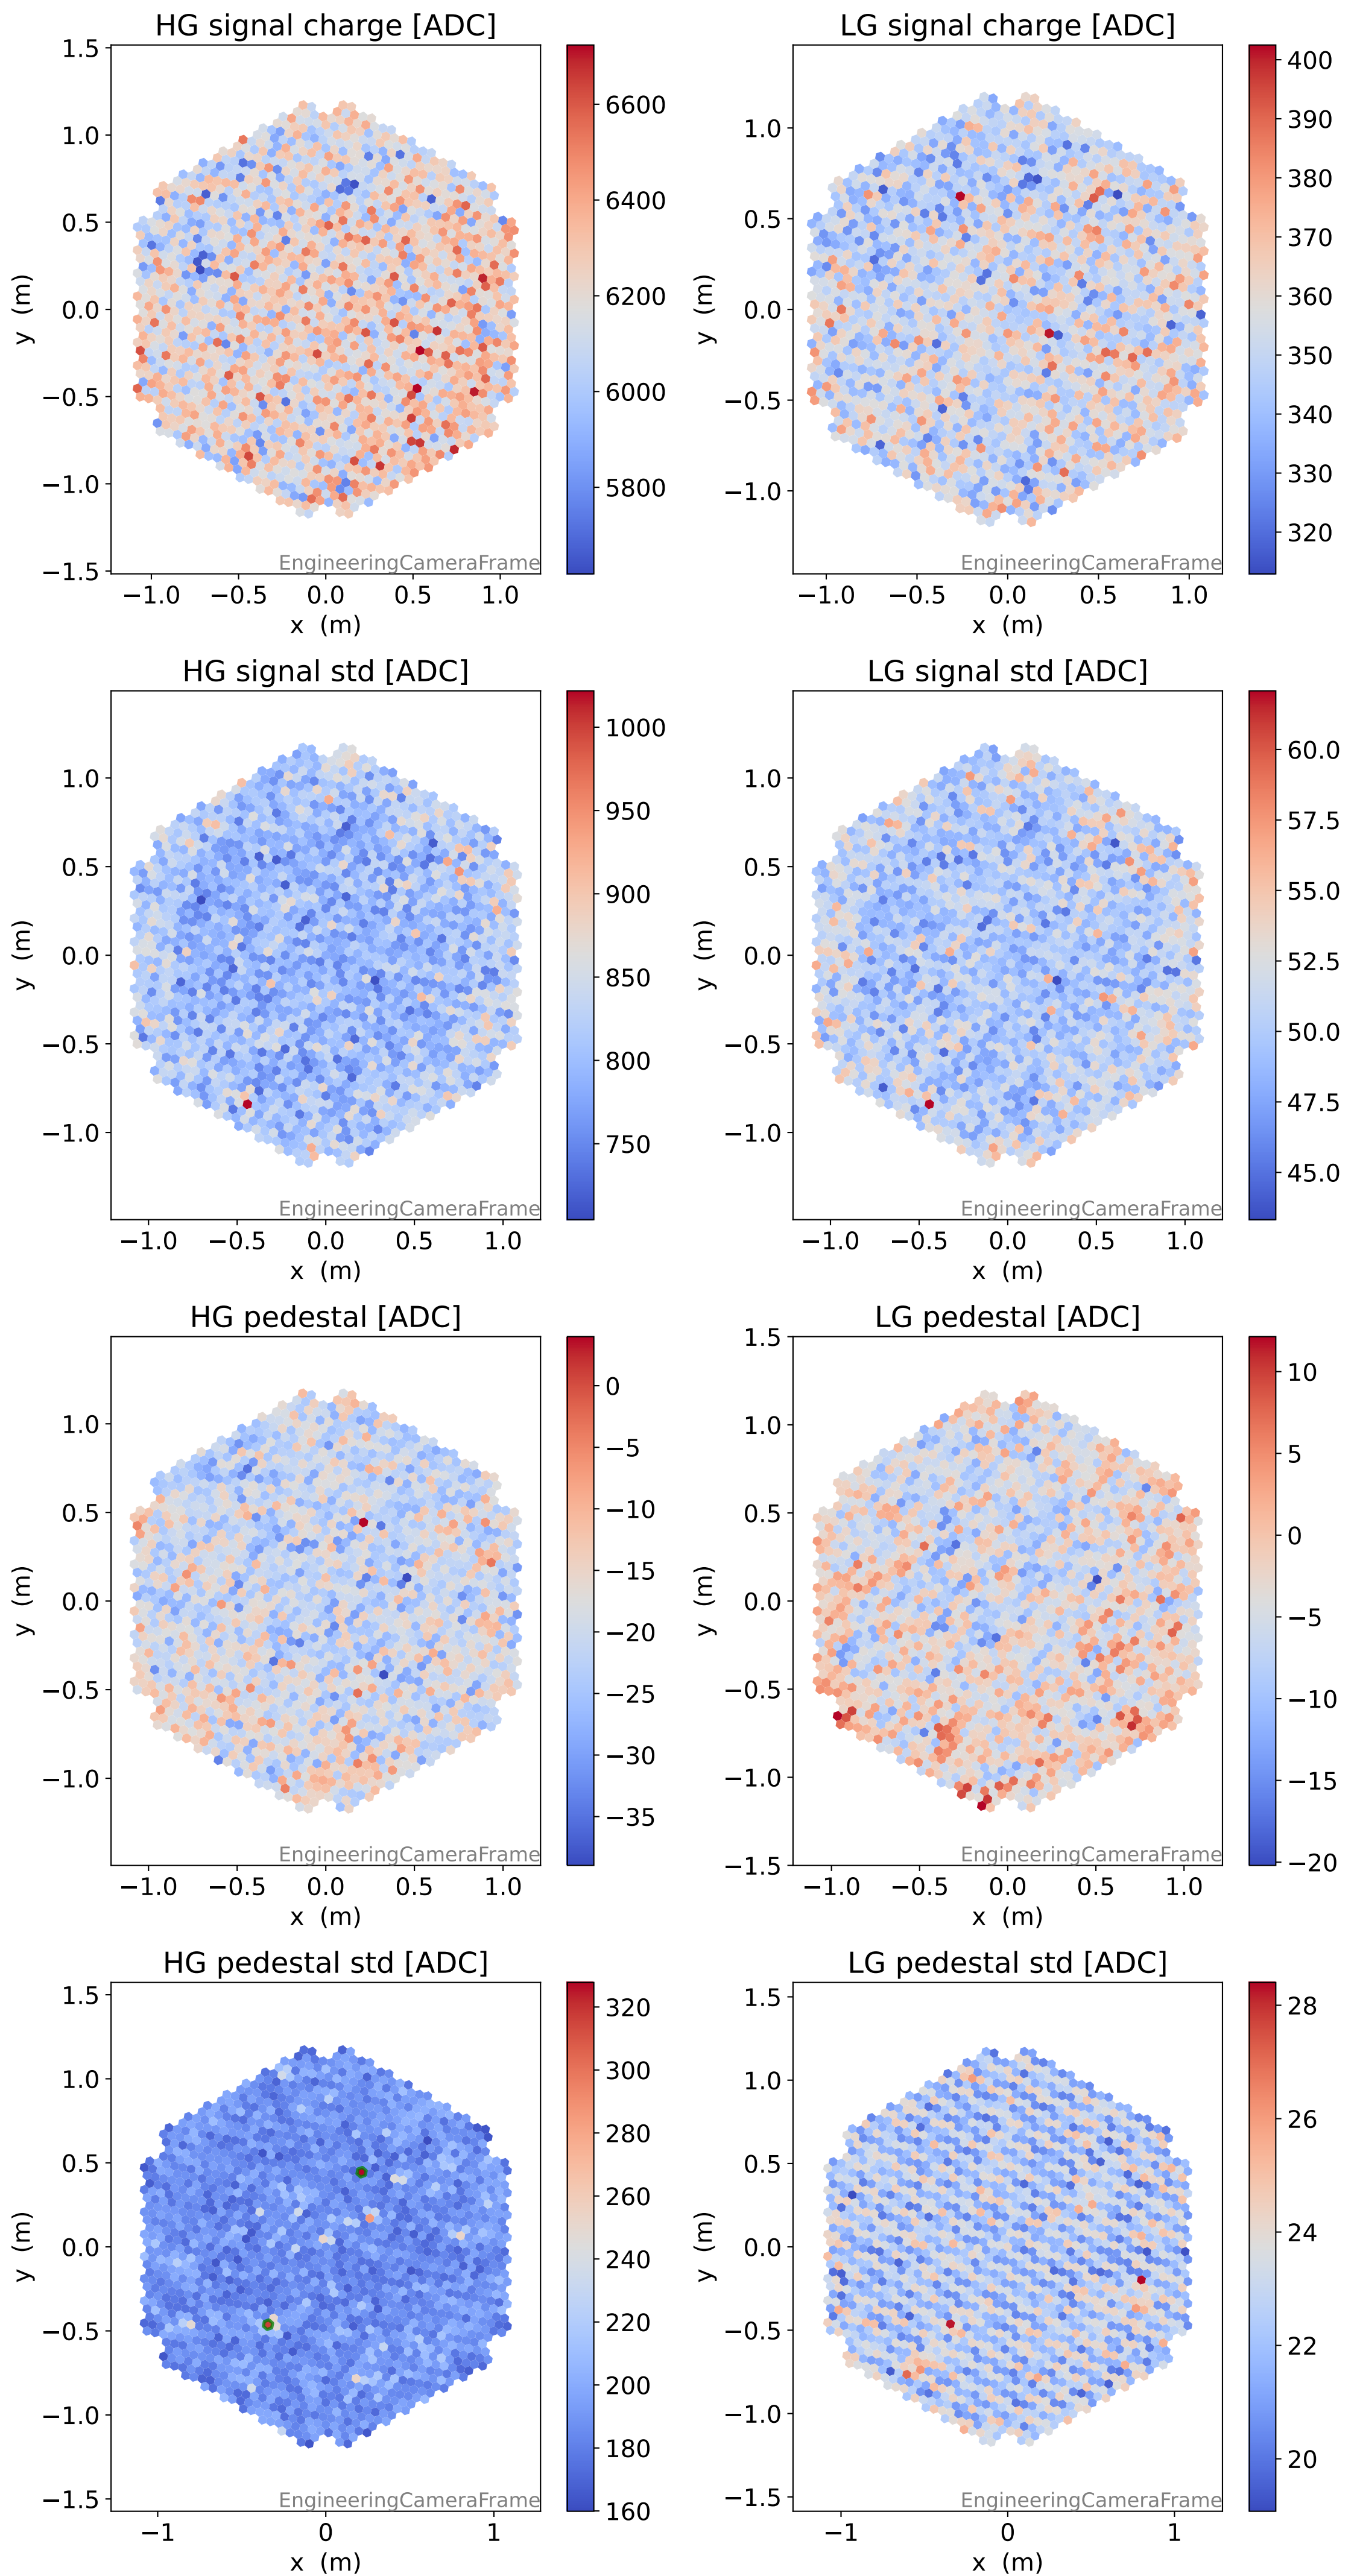 HG signal charge [ADC]
1.5
1.0
0.5
0.0
−0.5
−1.0
−1.5
y (m)
−1.0 −0.5 0.0 0.5 1.0
x (m)
EngineeringCameraFrame
6600
6400
6200
6000
5800
LG signal charge [ADC]
1.0
0.5
0.0
−0.5
−1.0
y (m)
−1.0 −0.5 0.0 0.5 1.0
x (m)
EngineeringCameraFrame
400
390
380
370
360
350
340
330
320
HG signal std [ADC]
1.0
0.5
0.0
−0.5
−1.0
y (m)
−1.0 −0.5 0.0 0.5 1.0
x (m)
EngineeringCameraFrame
1000
950
900
850
800
750
LG signal std [ADC]
1.0
0.5
0.0
−0.5
−1.0
y (m)
−1.0 −0.5 0.0 0.5 1.0
x (m)
EngineeringCameraFrame
60.0
57.5
55.0
52.5
50.0
47.5
45.0
HG pedestal [ADC]
1.0
0.5
0.0
−0.5
−1.0
y (m)
−1.0 −0.5 0.0 0.5 1.0
x (m)
EngineeringCameraFrame
0
−5
−10
−15
−20
−25
−30
−35
LG pedestal [ADC]
1.5
1.0
0.5
0.0
−0.5
−1.0
−1.5
y (m)
−1.0 −0.5 0.0 0.5 1.0
x (m)
EngineeringCameraFrame
10
5
0
−5
−10
−15
−20
HG pedestal std [ADC]
1.5
1.0
0.5
0.0
−0.5
−1.0
−1.5
y (m)
−1 0 1
x (m)
EngineeringCameraFrame
320
300
280
260
240
220
200
180
160
LG pedestal std [ADC]
1.5
1.0
0.5
0.0
−0.5
−1.0
−1.5
y (m)
−1 0 1
x (m)
EngineeringCameraFrame
28
26
24
22
20